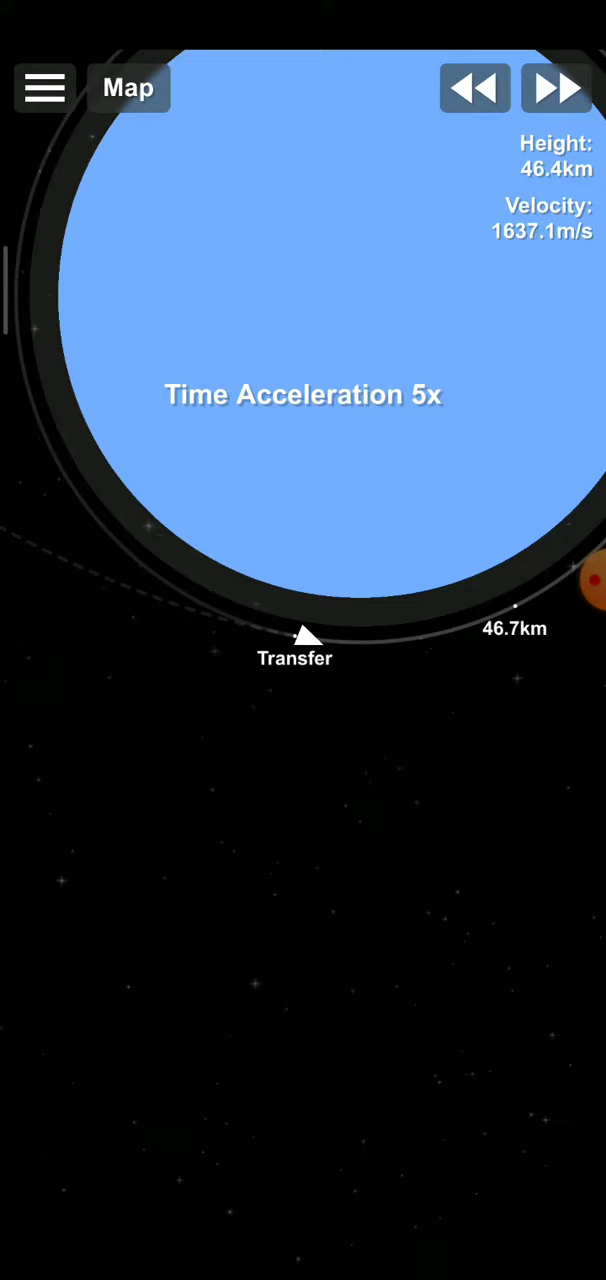 Map
Height:
46.4km
Velocity:
1637.1m/s
Time Acceleration 5x
46.7km
Transfer